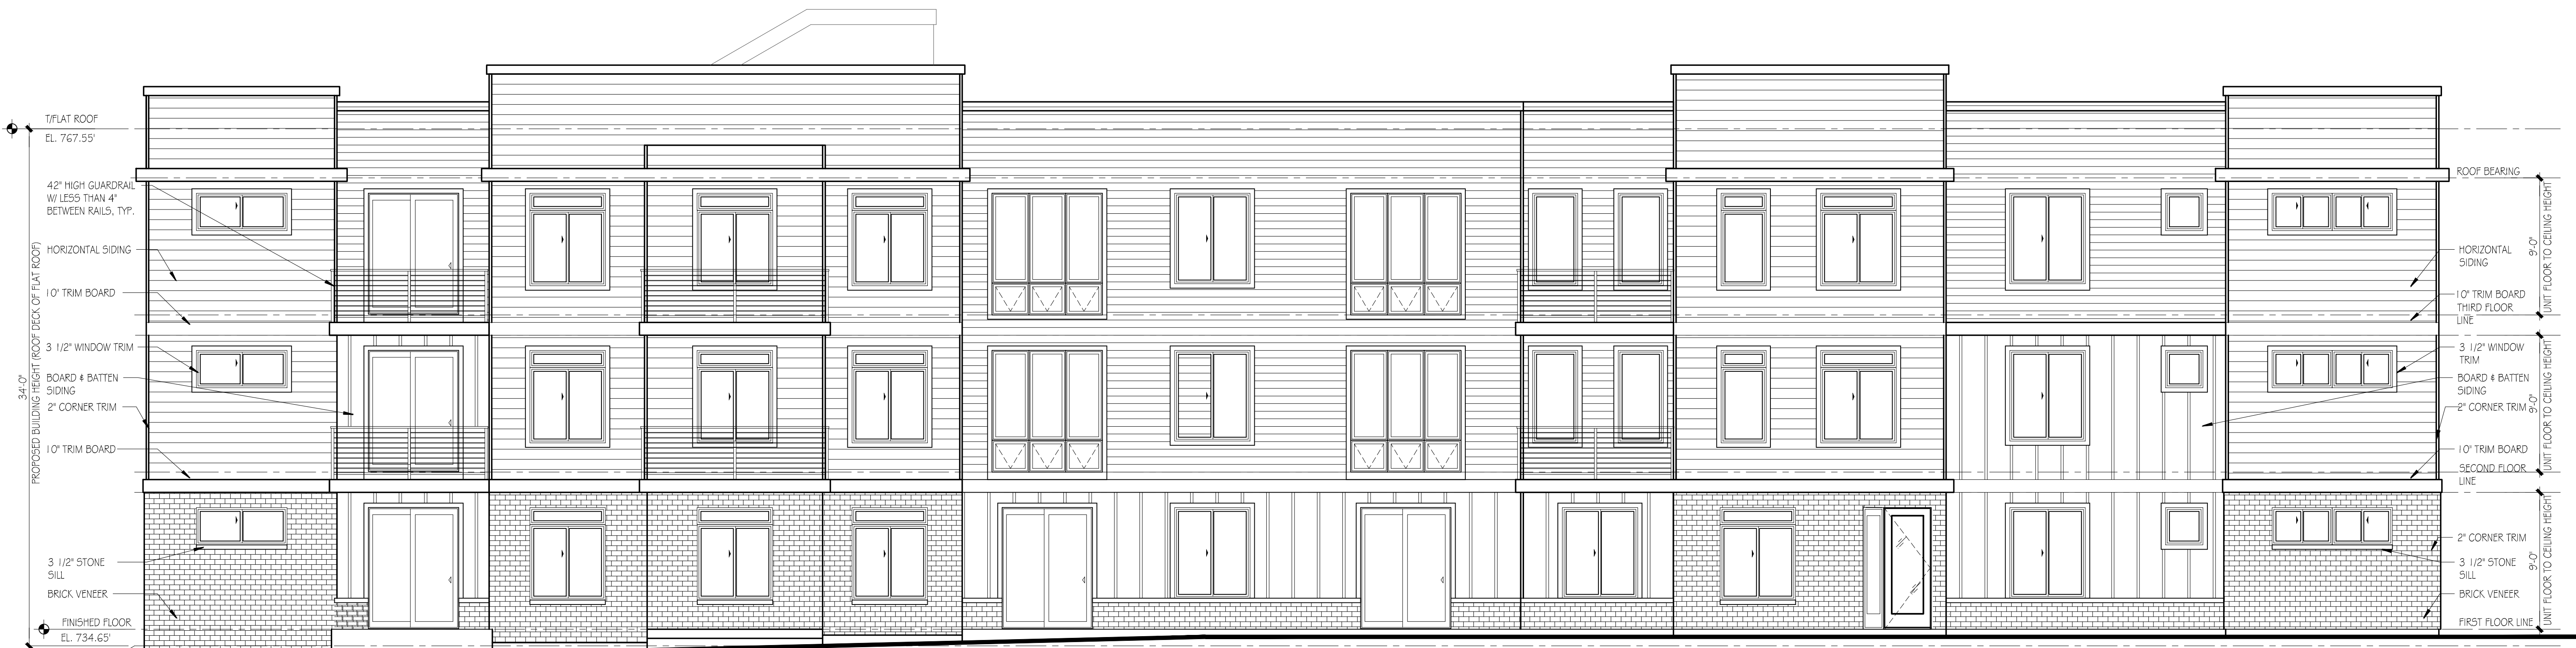 T/FLAT ROOF
EL. 767.55'
42" HIGH GUARDRAIL
W/ LESS THAN 4"
BETWEEN RAILS, TYP.
HORIZONTAL SIDING
10" TRIM BOARD
3 1/2" WINDOW TRIM
BOARD & BATTEN
SIDING
2" CORNER TRIM
10" TRIM BOARD
3 1/2" STONE
SILL
BRICK VENEER
FINISHED FLOOR
EL. 734.65'
34'-0"
PROPOSED BUILDING HEIGHT (ROOF DECK OF FLAT ROOF)
ROOF BEARING
HORIZONTAL
SIDING
10" TRIM BOARD
THIRD FLOOR
LINE
3 1/2" WINDOW
TRIM
BOARD & BATTEN
SIDING
2" CORNER TRIM
10" TRIM BOARD
SECOND FLOOR
LINE
2" CORNER TRIM
3 1/2" STONE
SILL
BRICK VENEER
FIRST FLOOR LINE
9'-0"
UNIT FLOOR TO CEILING HEIGHT
9'-0"
UNIT FLOOR TO CEILING HEIGHT
9'-0"
UNIT FLOOR TO CEILING HEIGHT